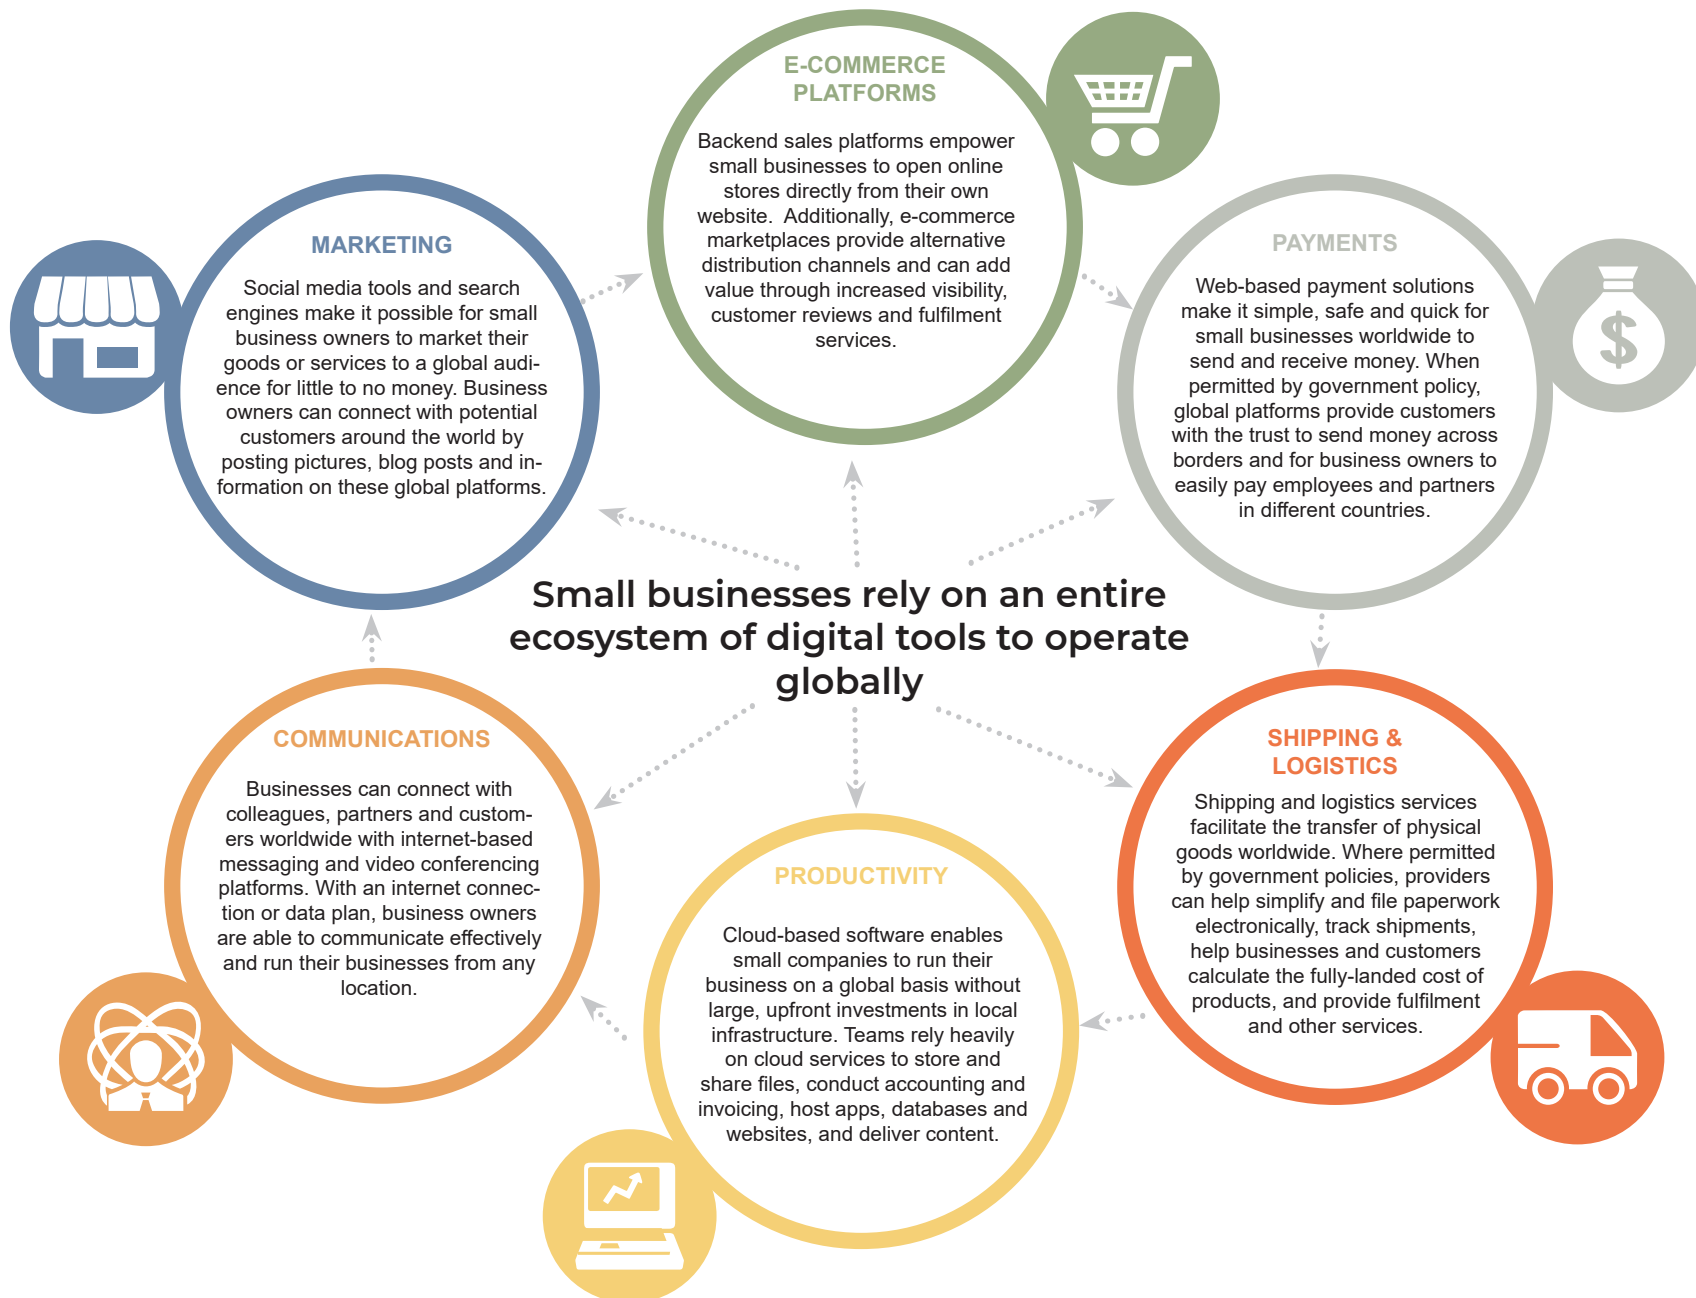 E-COMMERCE
PLATFORMS
Backend sales platforms empower
small businesses to open online
stores directly from their own
website.  Additionally, e-commerce
marketplaces provide alternative
distribution channels and can add
value through increased visibility,
customer reviews and fulfilment
services.
MARKETING
Social media tools and search
engines make it possible for small
business owners to market their
goods or services to a global audi-
ence for little to no money. Business
owners can connect with potential
customers around the world by
posting pictures, blog posts and in-
formation on these global platforms.
PAYMENTS
Web-based payment solutions
make it simple, safe and quick for
small businesses worldwide to
send and receive money. When
permitted by government policy,
global platforms provide customers
with the trust to send money across
borders and for business owners to
easily pay employees and partners
in different countries.
$
Small businesses rely on an entire
ecosystem of digital tools to operate
globally
COMMUNICATIONS
Businesses can connect with
colleagues, partners and custom-
ers worldwide with internet-based
messaging and video conferencing
platforms. With an internet connec-
tion or data plan, business owners
are able to communicate effectively
and run their businesses from any
location.
SHIPPING &
LOGISTICS
Shipping and logistics services
facilitate the transfer of physical
goods worldwide. Where permitted
by government policies, providers
can help simplify and file paperwork
electronically, track shipments,
help businesses and customers
calculate the fully-landed cost of
products, and provide fulfilment
and other services.
PRODUCTIVITY
Cloud-based software enables
small companies to run their
business on a global basis without
large, upfront investments in local
infrastructure. Teams rely heavily
on cloud services to store and
share files, conduct accounting and
invoicing, host apps, databases and
websites, and deliver content.